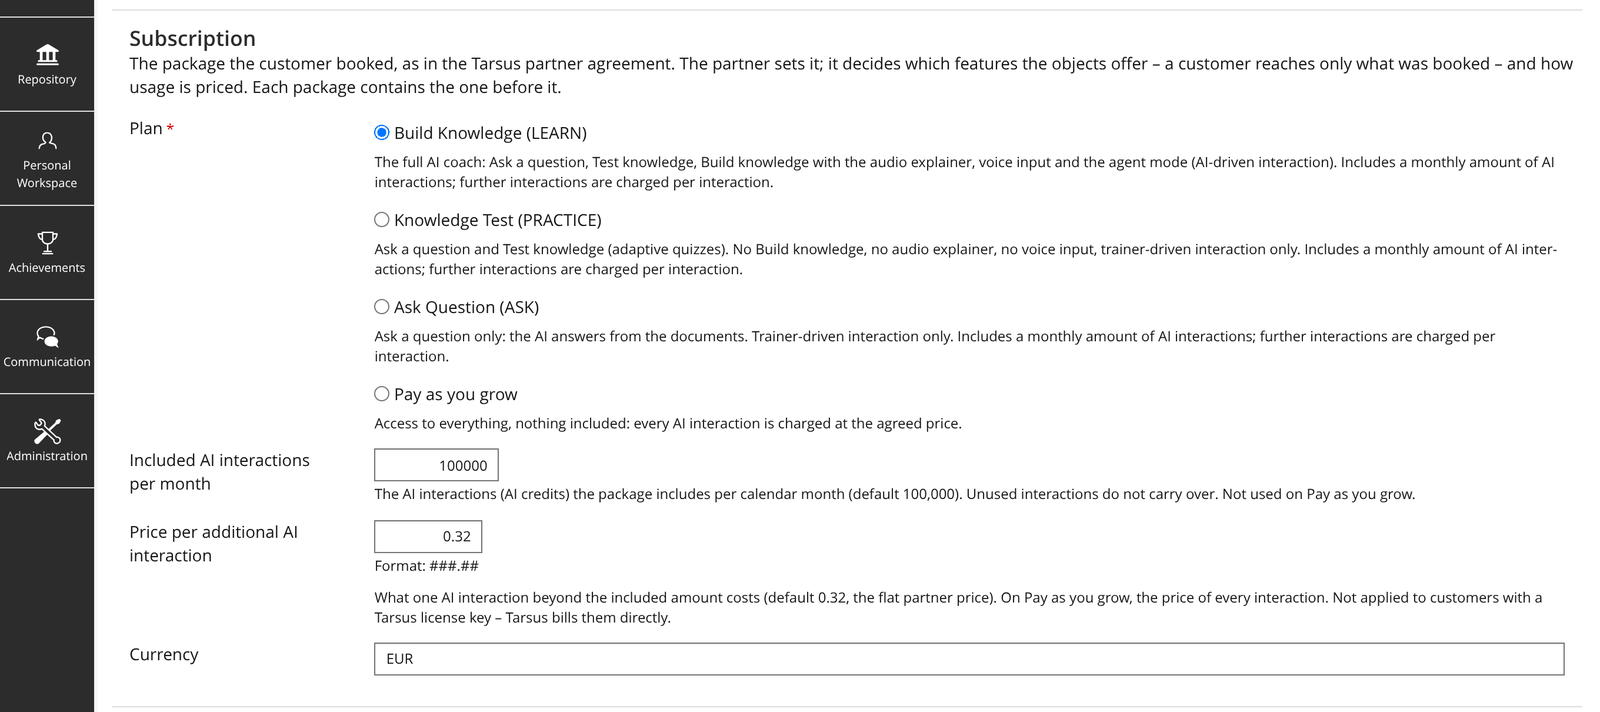 Repository
Personal
Workspace
Achievements
Communication
Administration
Subscription
The package the customer booked, as in the Tarsus partner agreement. The partner sets it; it decides which features the objects offer – a customer reaches only what was booked – and how
usage is priced. Each package contains the one before it.
Plan *
Build Knowledge (LEARN)
The full AI coach: Ask a question, Test knowledge, Build knowledge with the audio explainer, voice input and the agent mode (AI-driven interaction). Includes a monthly amount of AI
interactions; further interactions are charged per interaction.
Knowledge Test (PRACTICE)
Ask a question and Test knowledge (adaptive quizzes). No Build knowledge, no audio explainer, no voice input, trainer-driven interaction only. Includes a monthly amount of AI inter-
actions; further interactions are charged per interaction.
Ask Question (ASK)
Ask a question only: the AI answers from the documents. Trainer-driven interaction only. Includes a monthly amount of AI interactions; further interactions are charged per
interaction.
Pay as you grow
Access to everything, nothing included: every AI interaction is charged at the agreed price.
Included AI interactions
per month
100000
The AI interactions (AI credits) the package includes per calendar month (default 100,000). Unused interactions do not carry over. Not used on Pay as you grow.
Price per additional AI
interaction
0.32
Format: ###.##
What one AI interaction beyond the included amount costs (default 0.32, the flat partner price). On Pay as you grow, the price of every interaction. Not applied to customers with a
Tarsus license key – Tarsus bills them directly.
Currency
EUR